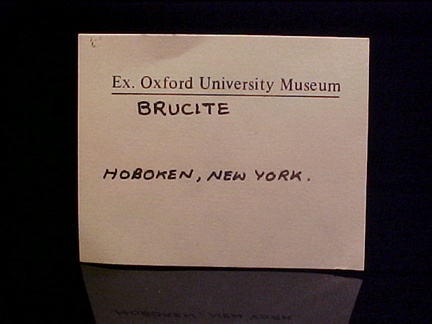 Ex. Oxford University Museum
BRUCITE
HOBOKEN, NEW YORK.